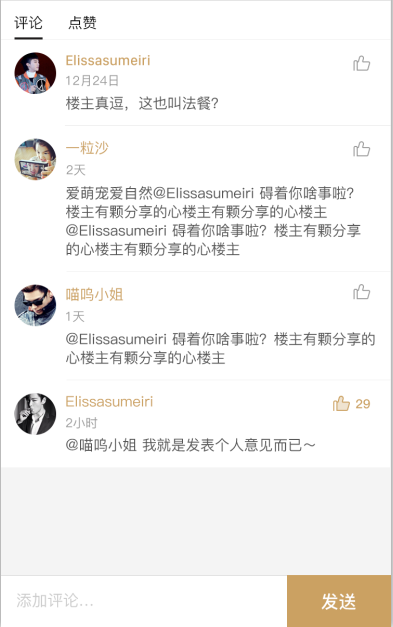 评论 点赞
Elissasumeiri
12月24日
楼主真逗，这也叫法餐？
一粒沙
2天
爱萌宠爱自然@Elissasumeiri 碍着你啥事啦？
楼主有颗分享的心楼主有颗分享的心楼主
@Elissasumeiri 碍着你啥事啦？楼主有颗分享
的心楼主有颗分享的心楼主
喵呜小姐
1天
@Elissasumeiri 碍着你啥事啦？楼主有颗分享的
心楼主有颗分享的心楼主
Elissasumeiri
29
2小时
@喵呜小姐 我就是发表个人意见而已～
添加评论...
发送